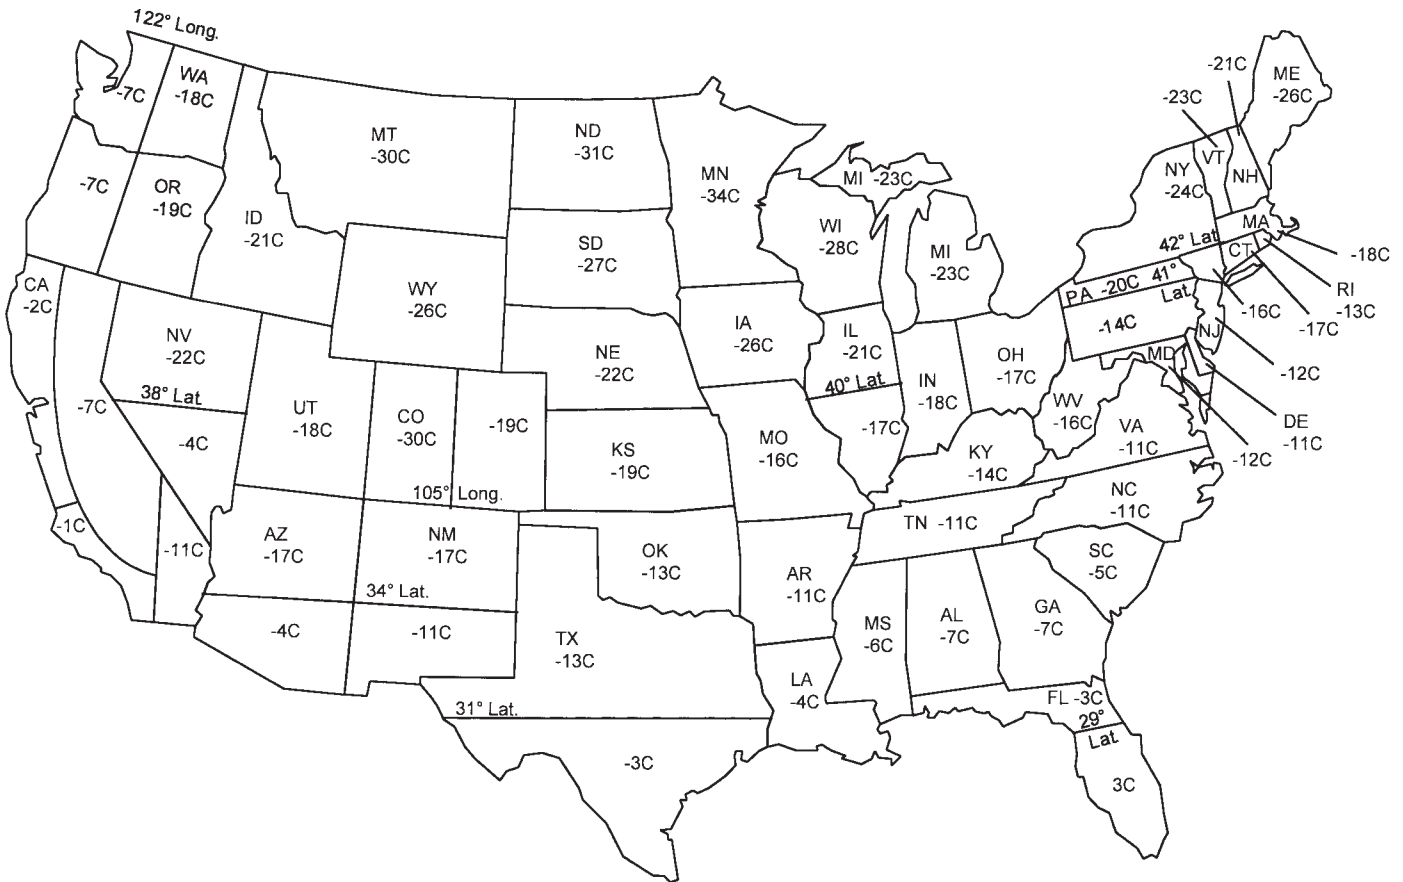 122° Long.
-7C
WA
-18C
-7C
OR
-19C
ID
-21C
MT
-30C
ND
-31C
MN
-34C
SD
-27C
WY
-26C
WI
-28C
MI -23C
MI
-23C
-21C
-23C
ME
-26C
VT
NH
NY
-24C
MA
42° Lat.
CT
-18C
RI
-13C
-17C
-16C
PA -20C 41°
Lat.
-14C
NJ
-12C
MD
DE
-11C
-12C
CA
-2C
NV
-22C
38° Lat
-4C
-7C
-1C
-11C
UT
-18C
CO
-30C
-19C
105° Long.
NE
-22C
IA
-26C
IL
-21C
40° Lat.
-17C
IN
-18C
OH
-17C
WV
-16C
VA
-11C
KS
-19C
MO
-16C
KY
-14C
NC
-11C
TN -11C
AZ
-17C
NM
-17C
34° Lat.
-4C
-11C
OK
-13C
AR
-11C
SC
-5C
MS
-6C
AL
-7C
GA
-7C
TX
-13C
31° Lat.
-3C
LA
-4C
FL -3C
29°
Lat.
3C